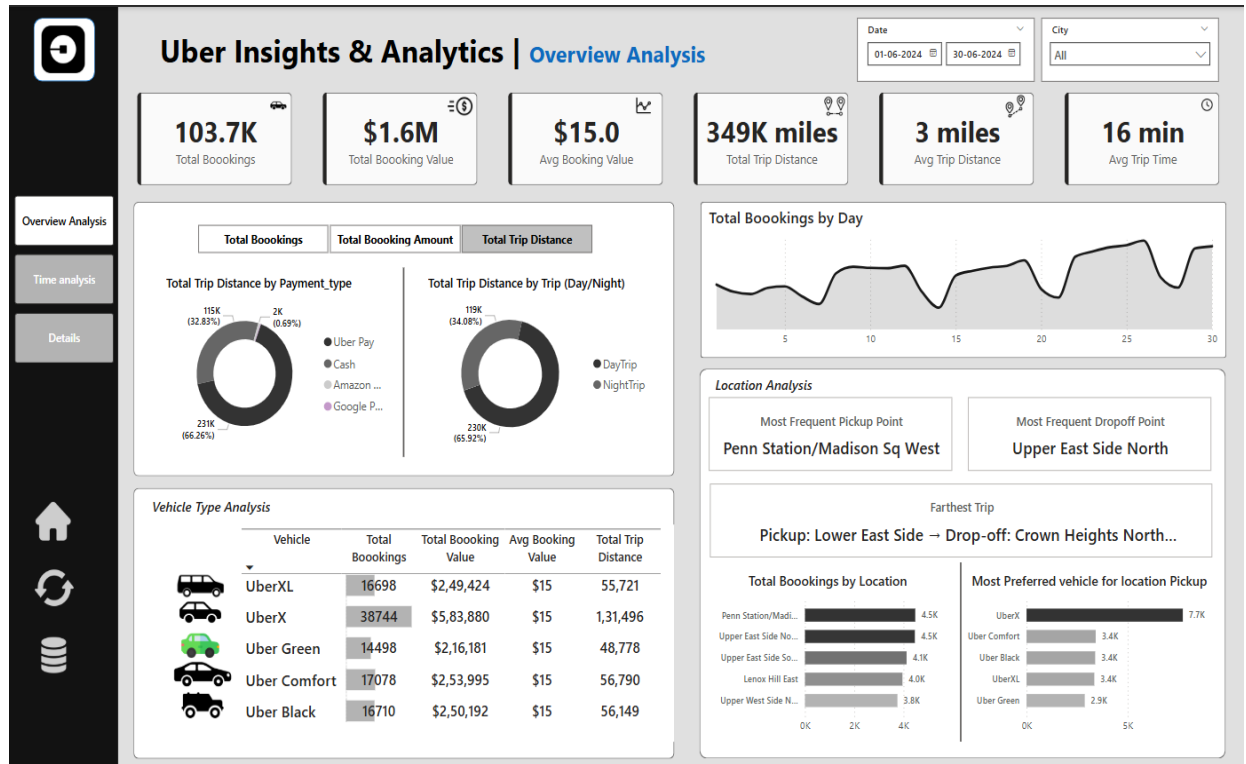 Uber Insights & Analytics | Overview Analysis
Date
01-06-2024 30-06-2024
City
All
103.7K
Total Boookings
$1.6M
Total Boooking Value
$15.0
Avg Booking Value
349K miles
Total Trip Distance
3 miles
Avg Trip Distance
16 min
Avg Trip Time
Overview Analysis
Time analysis
Details
Total Boookings Total Boooking Amount Total Trip Distance
Total Trip Distance by Payment_type
115K
(32.83%)
2K
(0.69%)
231K
(66.26%)
Uber Pay
Cash
Amazon ...
Google P...
Total Trip Distance by Trip (Day/Night)
119K
(34.08%)
230K
(65.92%)
DayTrip
NightTrip
Total Boookings by Day
5 10 15 20 25 30
Vehicle Type Analysis
Vehicle Total Boookings Total Boooking Value Avg Booking Value Total Trip Distance
UberXL 16698 $2,49,424 $15 55,721
UberX 38744 $5,83,880 $15 1,31,496
Uber Green 14498 $2,16,181 $15 48,778
Uber Comfort 17078 $2,53,995 $15 56,790
Uber Black 16710 $2,50,192 $15 56,149
Location Analysis
Most Frequent Pickup Point
Penn Station/Madison Sq West
Most Frequent Dropoff Point
Upper East Side North
Farthest Trip
Pickup: Lower East Side → Drop-off: Crown Heights North...
Total Boookings by Location
Penn Station/Madi... 4.5K
Upper East Side No... 4.5K
Upper East Side So... 4.1K
Lenox Hill East 4.0K
Upper West Side N... 3.8K
0K 2K 4K
Most Preferred vehicle for location Pickup
UberX 7.7K
Uber Comfort 3.4K
Uber Black 3.4K
UberXL 3.4K
Uber Green 2.9K
0K 5K